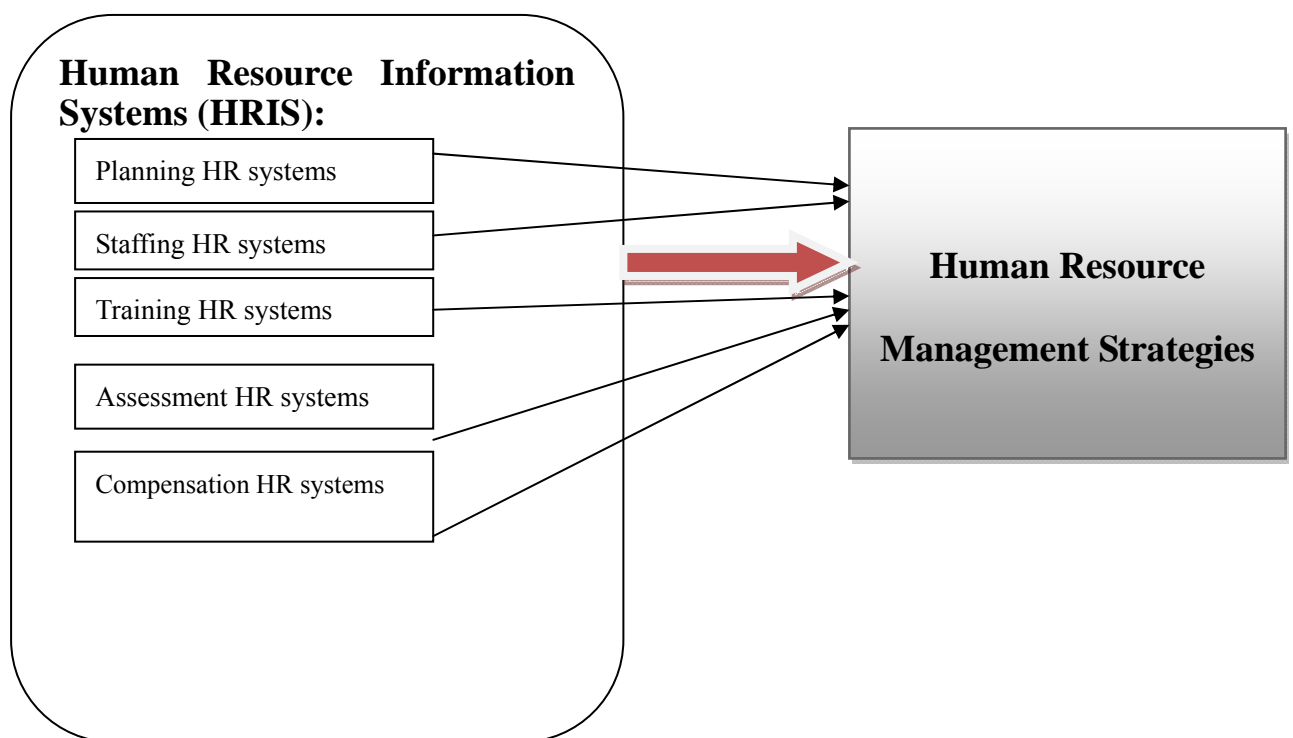 Human Resource Information
Systems (HRIS):
Planning HR systems
Staffing HR systems
Training HR systems
Assessment HR systems
Compensation HR systems
Human Resource
Management Strategies